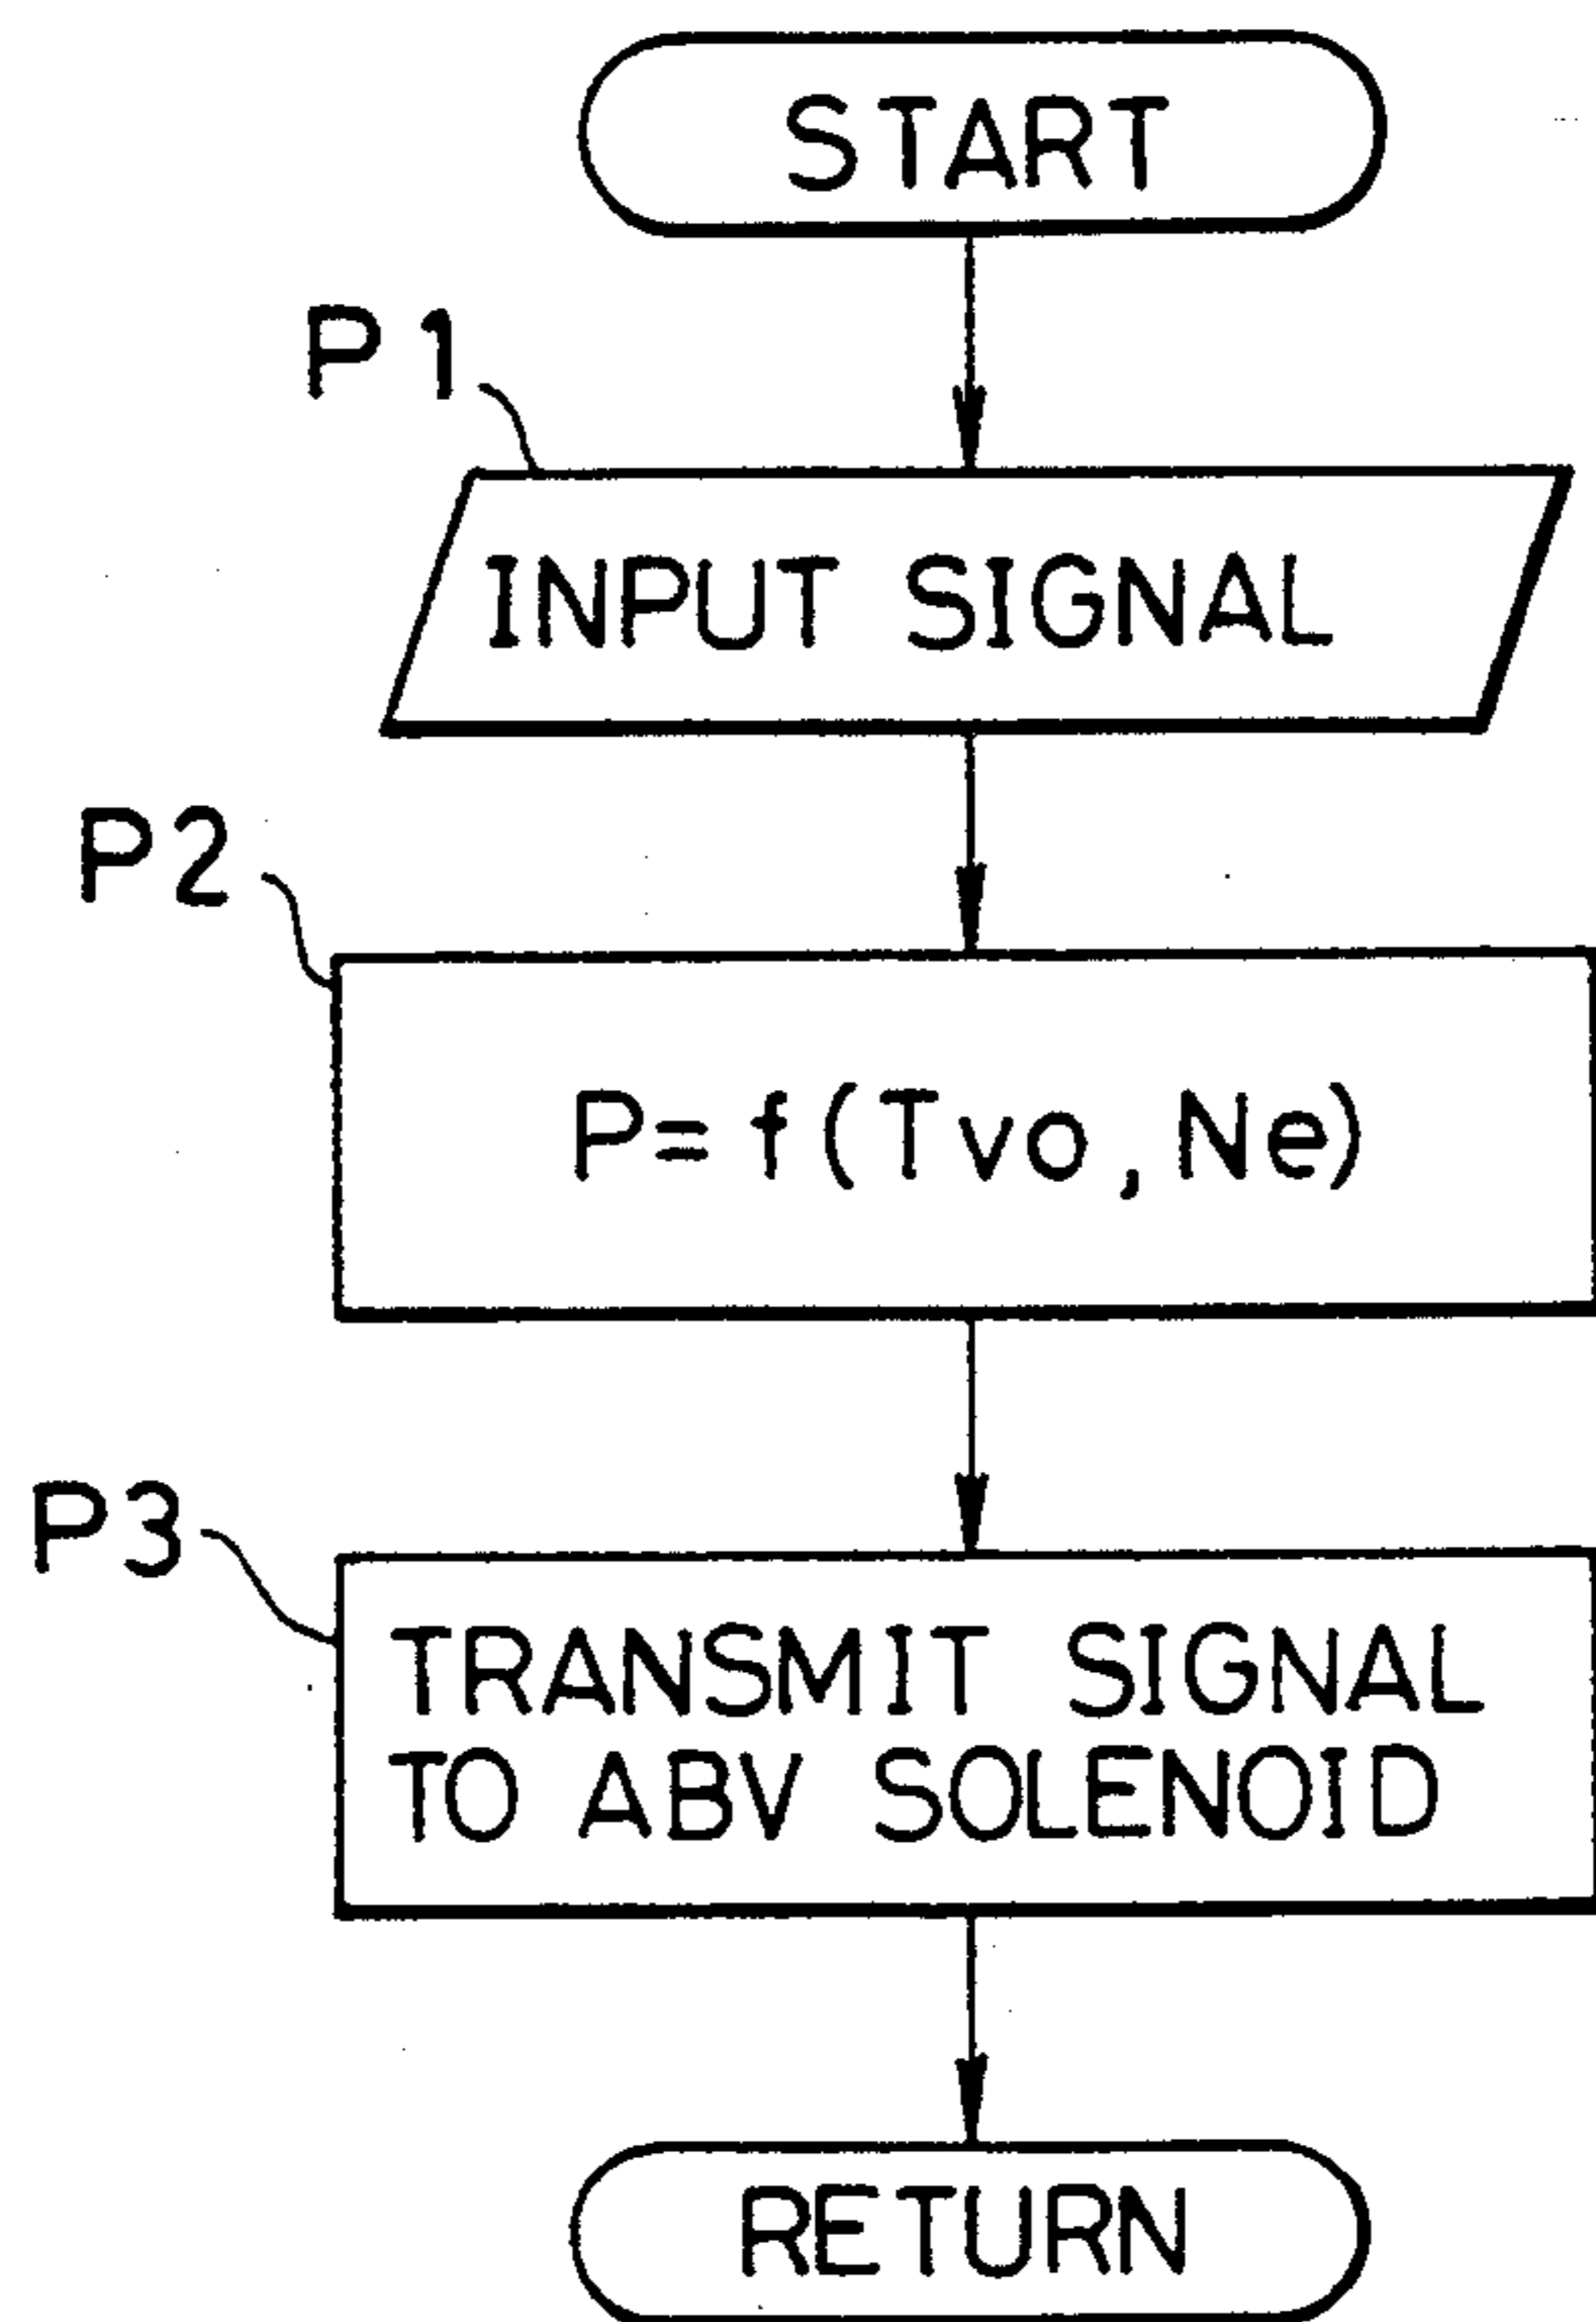 START
P1
INPUT SIGNAL
P2
P=f(Tvo,Ne)
P3
TRANSMIT SIGNAL
TO ABV SOLENOID
RETURN